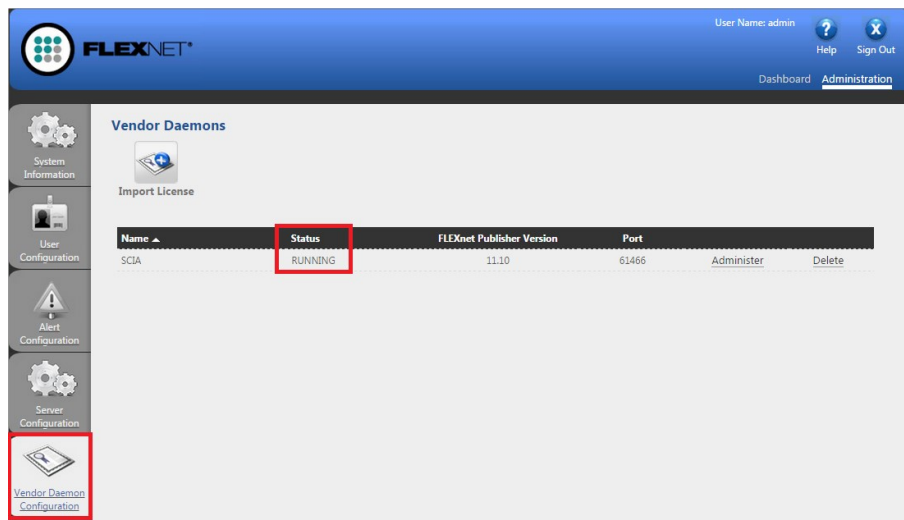 User Name: admin
FLEXNET
Help
Sign Out
Dashboard Administration
System
Information
User
Configuration
Alert
Configuration
Server
Configuration
Vendor Daemon
Configuration
Vendor Daemons
Import License
Name Status FLEXnet Publisher Version Port
SCIA RUNNING 11.10 61466 Administer Delete